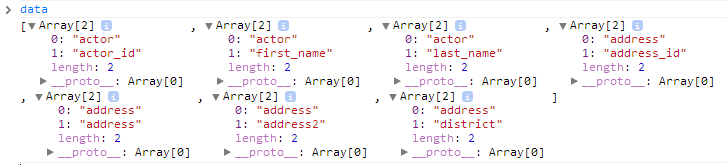 > data
[▼Array[2] i , ▼Array[2] i , ▼Array[2] i , ▼Array[2] i
0: "actor" 0: "actor" 0: "actor" 0: "address"
1: "actor_id" 1: "first_name" 1: "last_name" 1: "address_id"
length: 2 length: 2 length: 2 length: 2
▶__proto__: Array[0] ▶__proto__: Array[0] ▶__proto__: Array[0] ▶__proto__: Array[0]
, ▼Array[2] i , ▼Array[2] i , ▼Array[2] i ]
0: "address" 0: "address" 0: "address"
1: "address" 1: "address2" 1: "district"
length: 2 length: 2 length: 2
▶__proto__: Array[0] ▶__proto__: Array[0] ▶__proto__: Array[0]